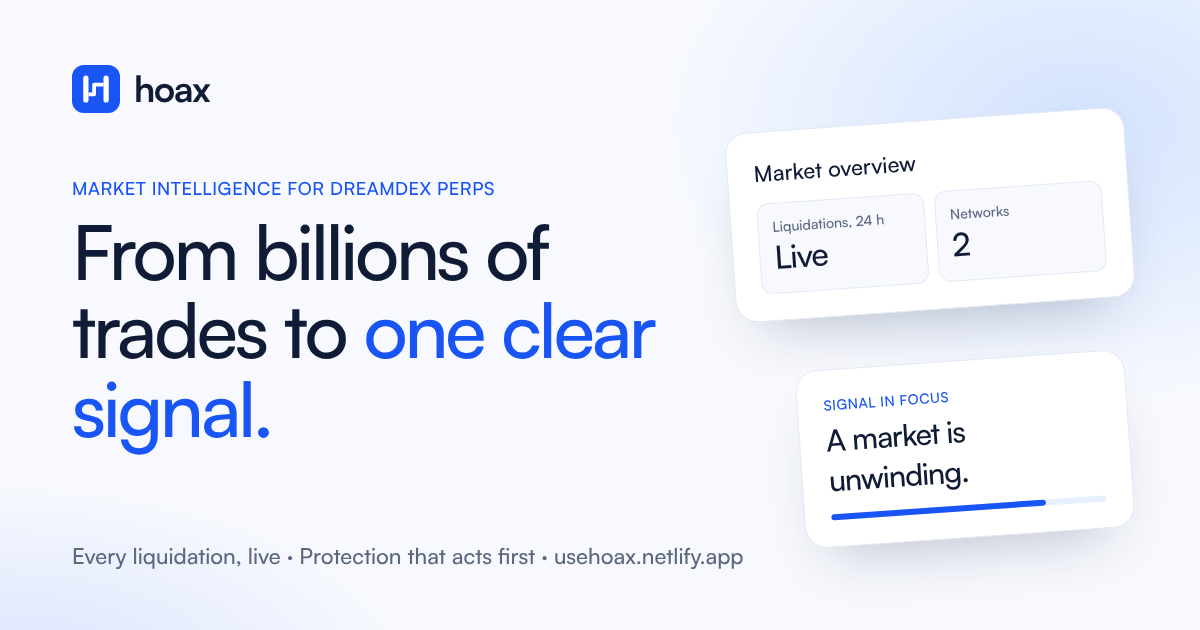 hoax
MARKET INTELLIGENCE FOR DREAMDEX PERPS
From billions of
trades to one clear
signal.
Every liquidation, live · Protection that acts first · usehoax.netlify.app
Market overview
Liquidations, 24 h
Live
Networks
2
SIGNAL IN FOCUS
A market is
unwinding.